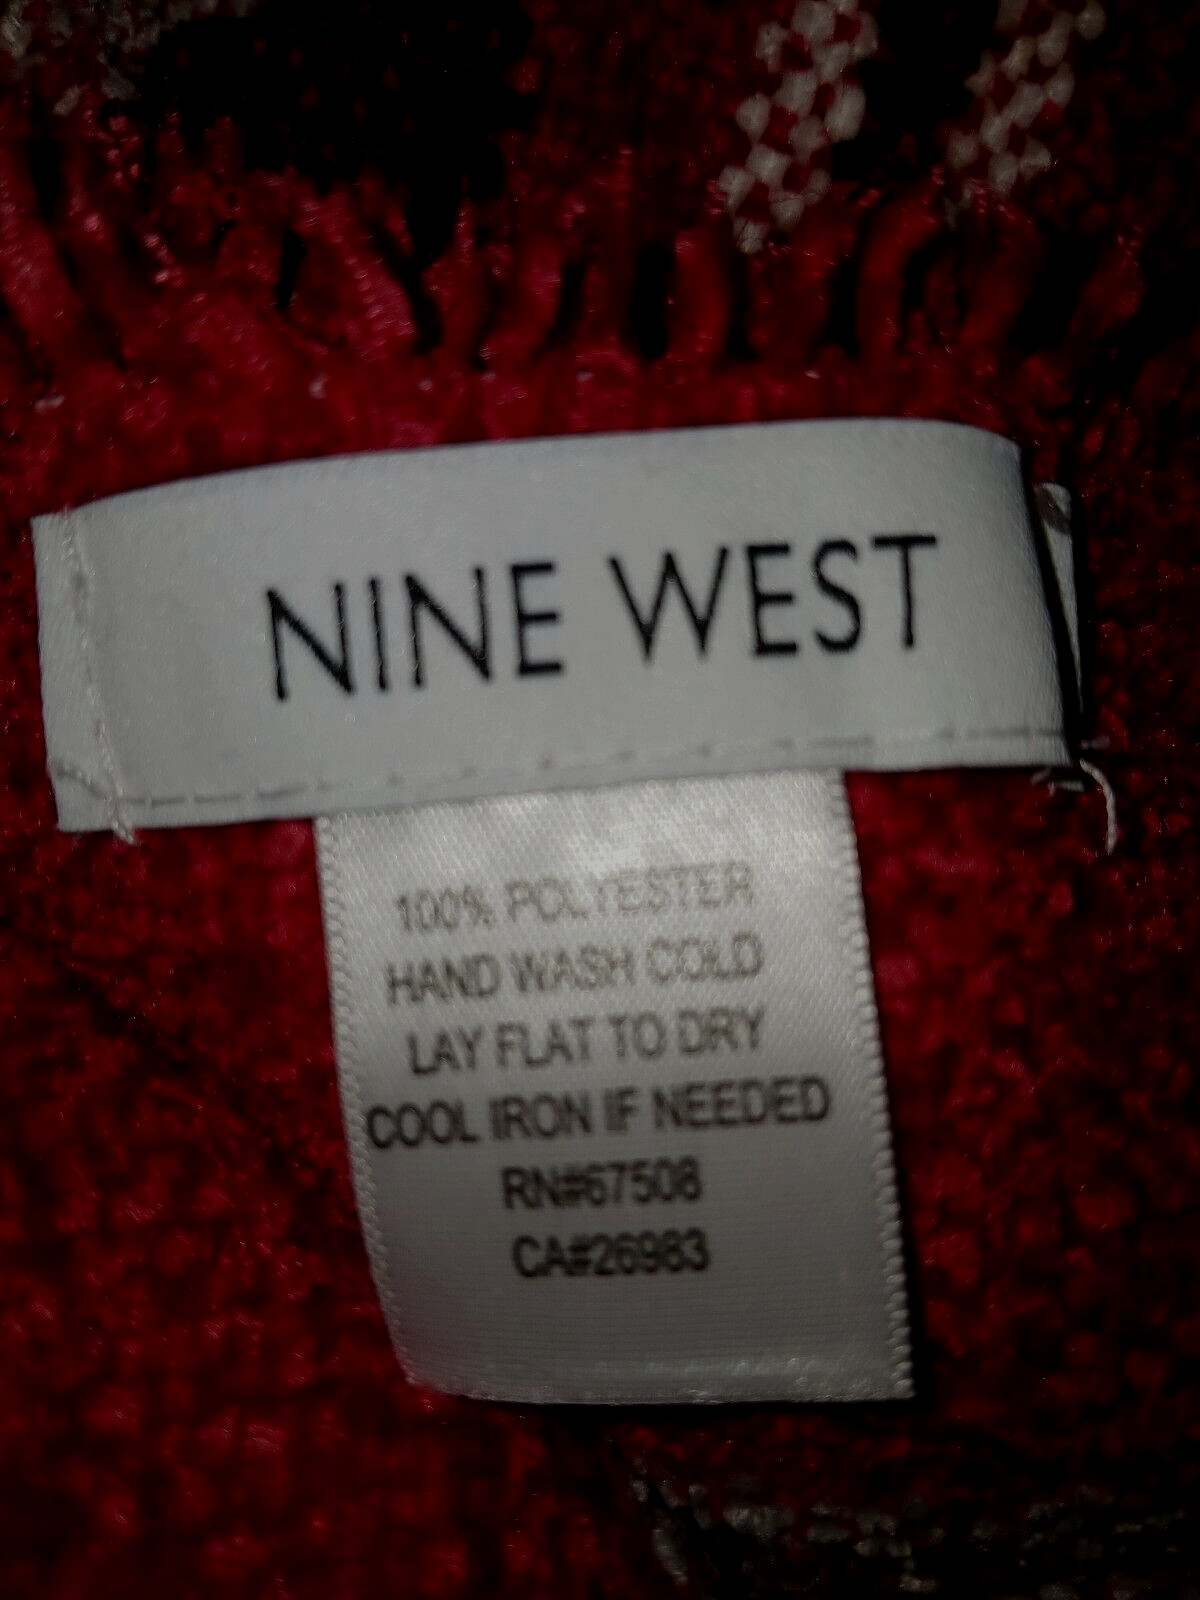 NINE WEST
100% POLYESTER
HAND WASH COLD
LAY FLAT TO DRY
COOL IRON IF NEEDED
RN#67508
CA#26983